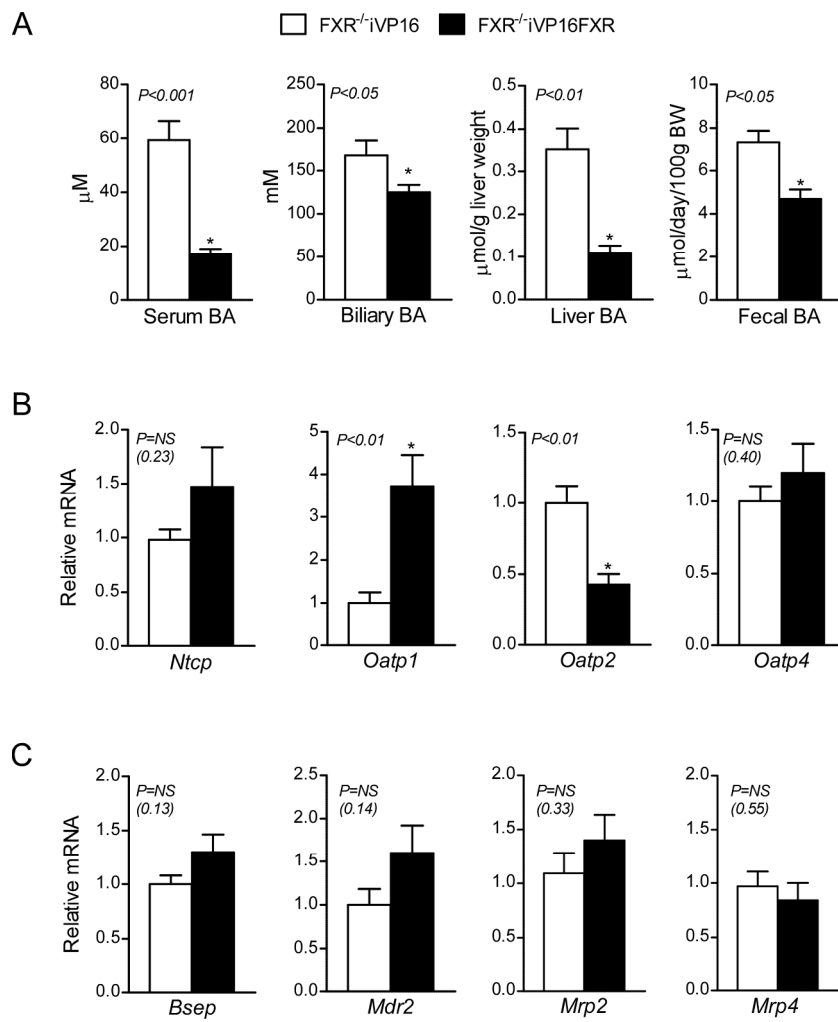 A
FXR⁻/⁻iVP16
FXR⁻/⁻iVP16FXR
P<0.001
μM
80
60
40
20
0
*
Serum BA
P<0.05
mM
250
200
150
100
50
0
*
Biliary BA
P<0.01
μmol/g liver weight
0.5
0.4
0.3
0.2
0.1
0.0
*
Liver BA
P<0.05
μmol/day/100g BW
10
8
6
4
2
0
*
Fecal BA
B
Relative mRNA
P=NS
(0.23)
2.0
1.5
1.0
0.5
0.0
Ntcp
P<0.01
5
4
3
2
1
0
*
Oatp1
P<0.01
1.5
1.0
0.5
0.0
*
Oatp2
P=NS
(0.40)
1.5
1.0
0.5
0.0
Oatp4
C
Relative mRNA
P=NS
(0.13)
2.0
1.5
1.0
0.5
0.0
Bsep
P=NS
(0.14)
2.5
2.0
1.5
1.0
0.5
0.0
Mdr2
P=NS
(0.33)
2.0
1.5
1.0
0.5
0.0
Mrp2
P=NS
(0.55)
2.0
1.5
1.0
0.5
0.0
Mrp4